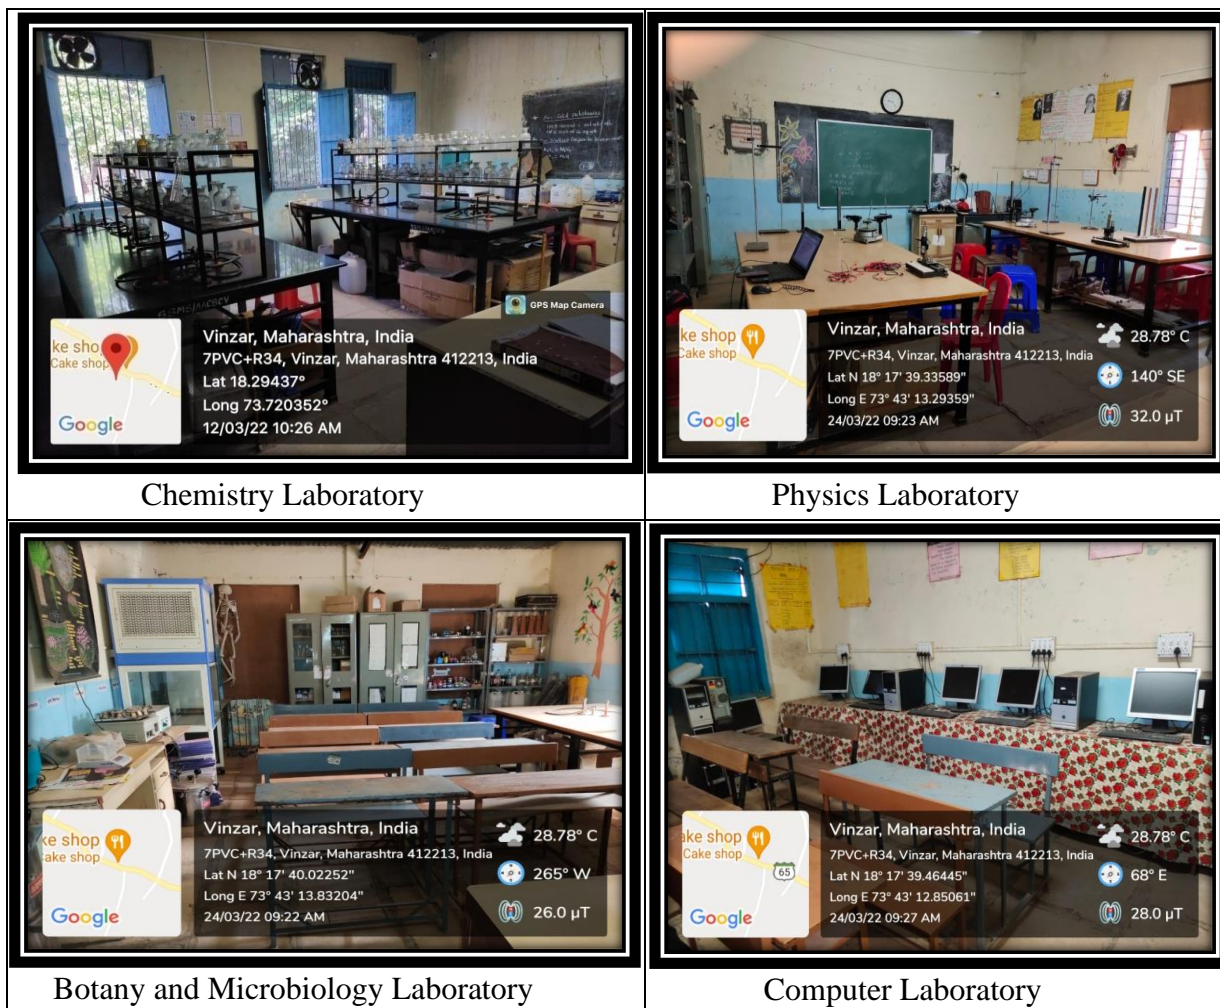 GPS Map Camera
ke shop
Cake shop
Google
Vinzar, Maharashtra, India
7PVC+R34, Vinzar, Maharashtra 412213, India
Lat 18.29437°
Long 73.720352°
12/03/22 10:26 AM
Chemistry Laboratory
ke shop
Cake shop
Google
Vinzar, Maharashtra, India
7PVC+R34, Vinzar, Maharashtra 412213, India
Lat N 18° 17' 39.33589"
Long E 73° 43' 13.29359"
24/03/22 09:23 AM
28.78° C
140° SE
32.0 µT
Physics Laboratory
ke shop
Cake shop
Google
Vinzar, Maharashtra, India
7PVC+R34, Vinzar, Maharashtra 412213, India
Lat N 18° 17' 40.02252"
Long E 73° 43' 13.83204"
24/03/22 09:22 AM
28.78° C
265° W
26.0 µT
Botany and Microbiology Laboratory
ake shop
Cake shop
65
Google
Vinzar, Maharashtra, India
7PVC+R34, Vinzar, Maharashtra 412213, India
Lat N 18° 17' 39.46445"
Long E 73° 43' 12.85061"
24/03/22 09:27 AM
28.78° C
68° E
28.0 µT
Computer Laboratory